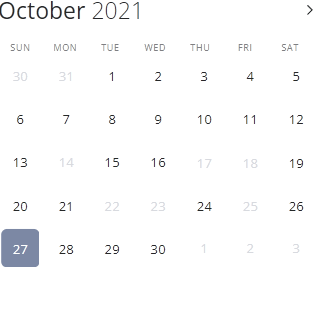 October 2021
SUN MON TUE WED THU FRI SAT
30 31 1 2 3 4 5
6 7 8 9 10 11 12
13 14 15 16 17 18 19
20 21 22 23 24 25 26
27 28 29 30 1 2 3